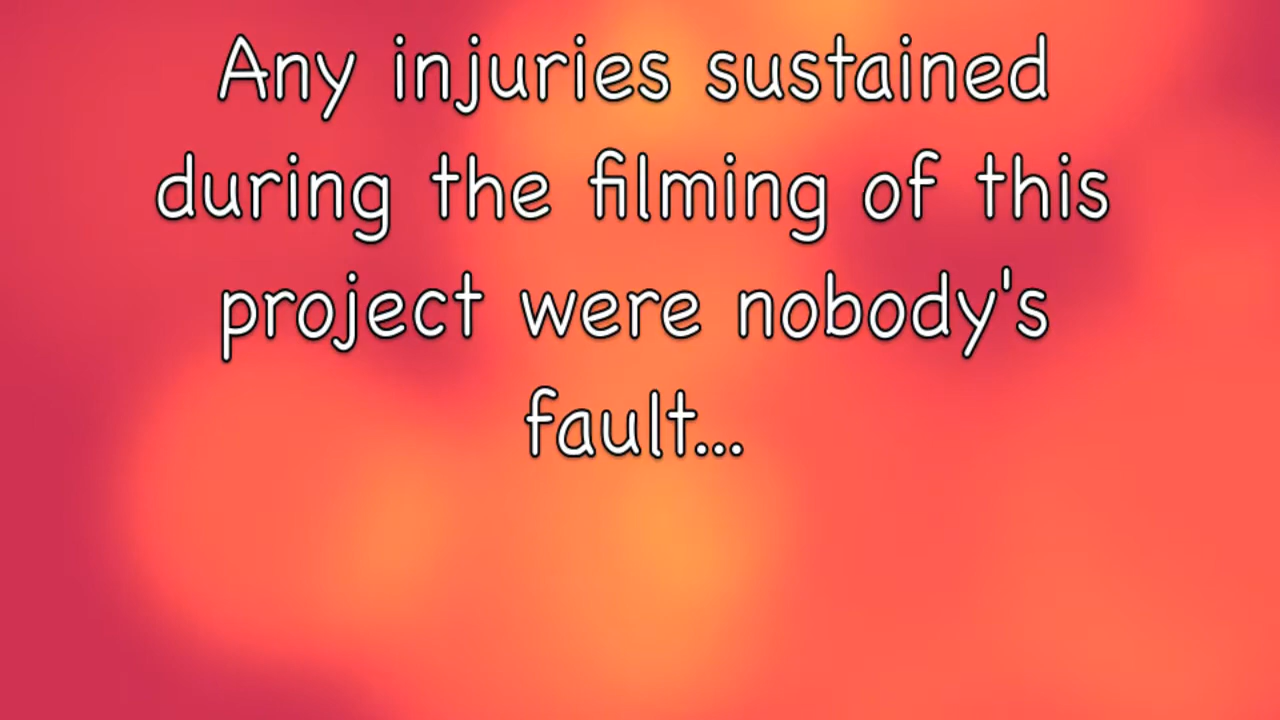 Any injuries sustained
during the filming of this
project were nobody's
fault...